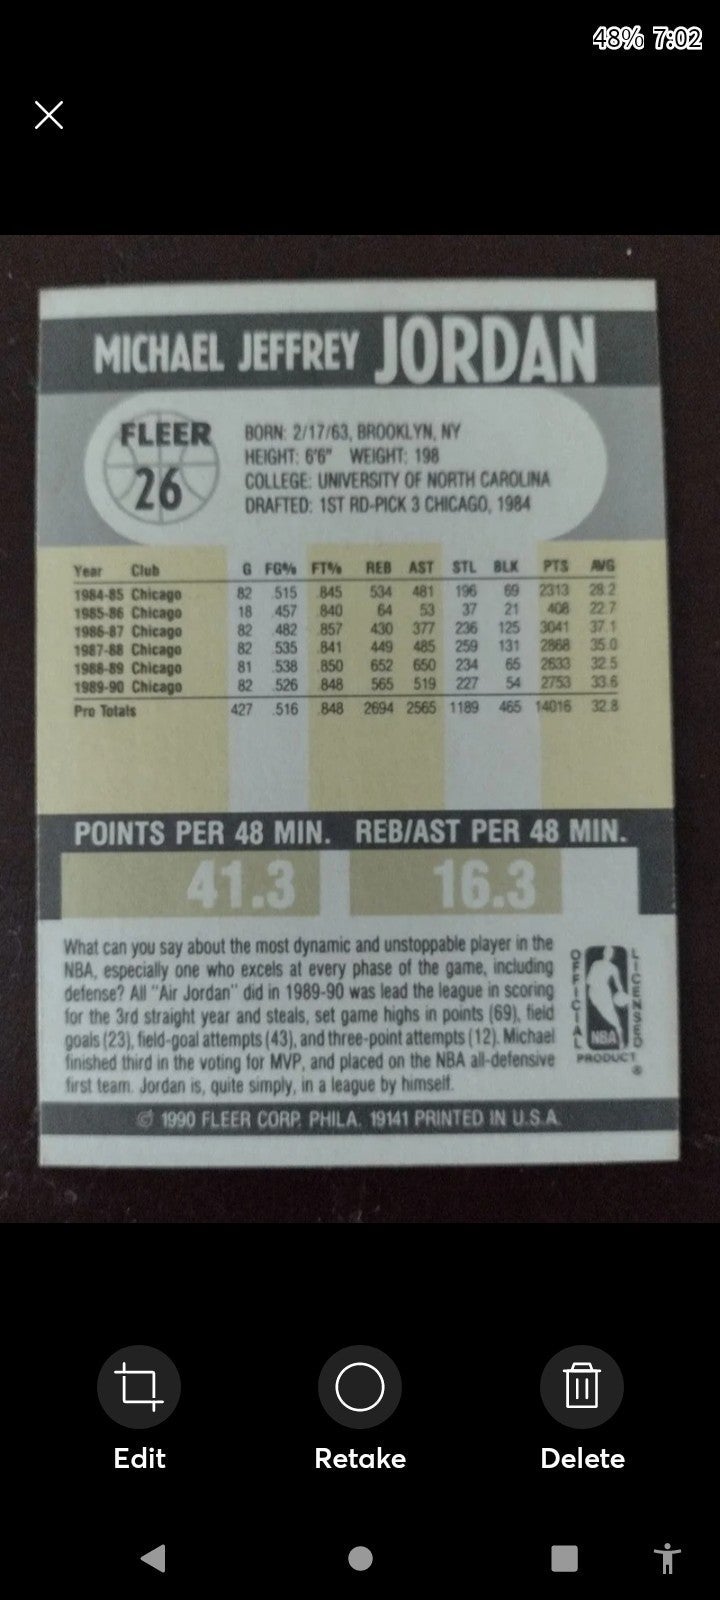 48% 7:02
MICHAEL JEFFREY JORDAN
FLEER
26
BORN: 2/17/63, BROOKLYN, NY
HEIGHT: 6'6" WEIGHT: 198
COLLEGE: UNIVERSITY OF NORTH CAROLINA
DRAFTED: 1ST RD-PICK 3 CHICAGO, 1984
Year Club G FG% FT% REB AST STL BLK PTS AVG
1984-85 Chicago 82 .515 .845 534 481 196 69 2313 28.2
1985-86 Chicago 18 .457 .840 64 53 37 21 408 22.7
1986-87 Chicago 82 .482 .857 430 377 236 125 3041 37.1
1987-88 Chicago 82 .535 .841 449 485 259 131 2868 35.0
1988-89 Chicago 81 .538 .850 652 650 234 65 2633 32.5
1989-90 Chicago 82 .526 .848 565 519 227 54 2753 33.6
Pro Totals 427 .516 .848 2694 2565 1189 465 14016 32.8
POINTS PER 48 MIN. REB/AST PER 48 MIN.
41.3 16.3
What can you say about the most dynamic and unstoppable player in the
NBA, especially one who excels at every phase of the game, including
defense? All "Air Jordan" did in 1989-90 was lead the league in scoring
for the 3rd straight year and steals, set game highs in points (69), field
goals (23), field-goal attempts (43), and three-point attempts (12). Michael
finished third in the voting for MVP, and placed on the NBA all-defensive
first team. Jordan is, quite simply, in a league by himself.
OFFICIAL
LICENSED
NBA
PRODUCT
®
© 1990 FLEER CORP. PHILA. 19141 PRINTED IN U.S.A.
Edit Retake Delete